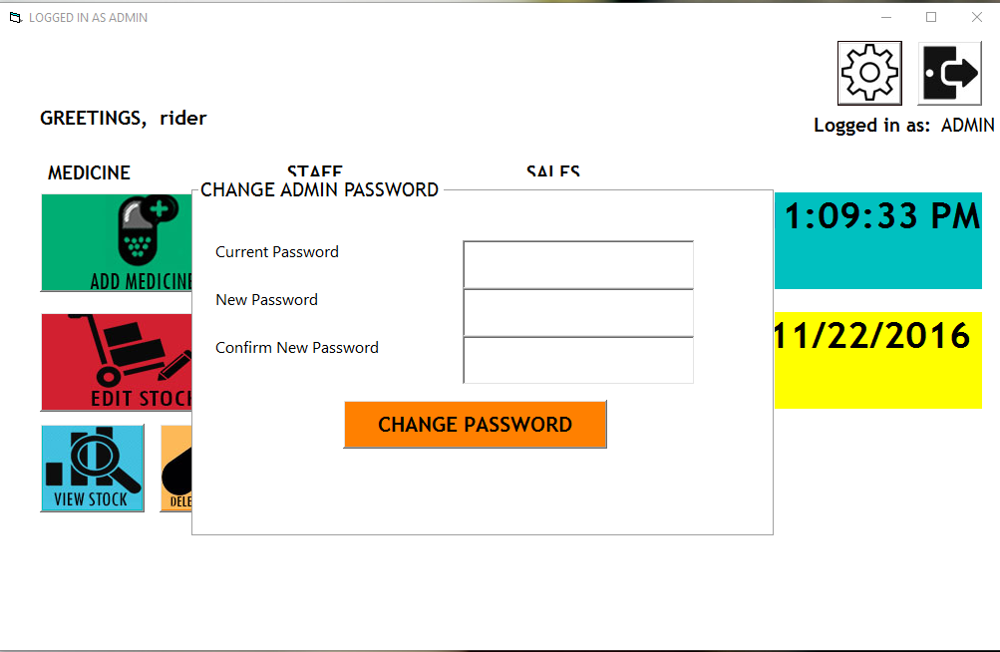 LOGGED IN AS ADMIN
GREETINGS, rider
Logged in as: ADMIN
MEDICINE
STAFF
SALES
CHANGE ADMIN PASSWORD
ADD MEDICINE
1:09:33 PM
Current Password
New Password
Confirm New Password
11/22/2016
EDIT STOC
CHANGE PASSWORD
VIEW STOCK
DELE